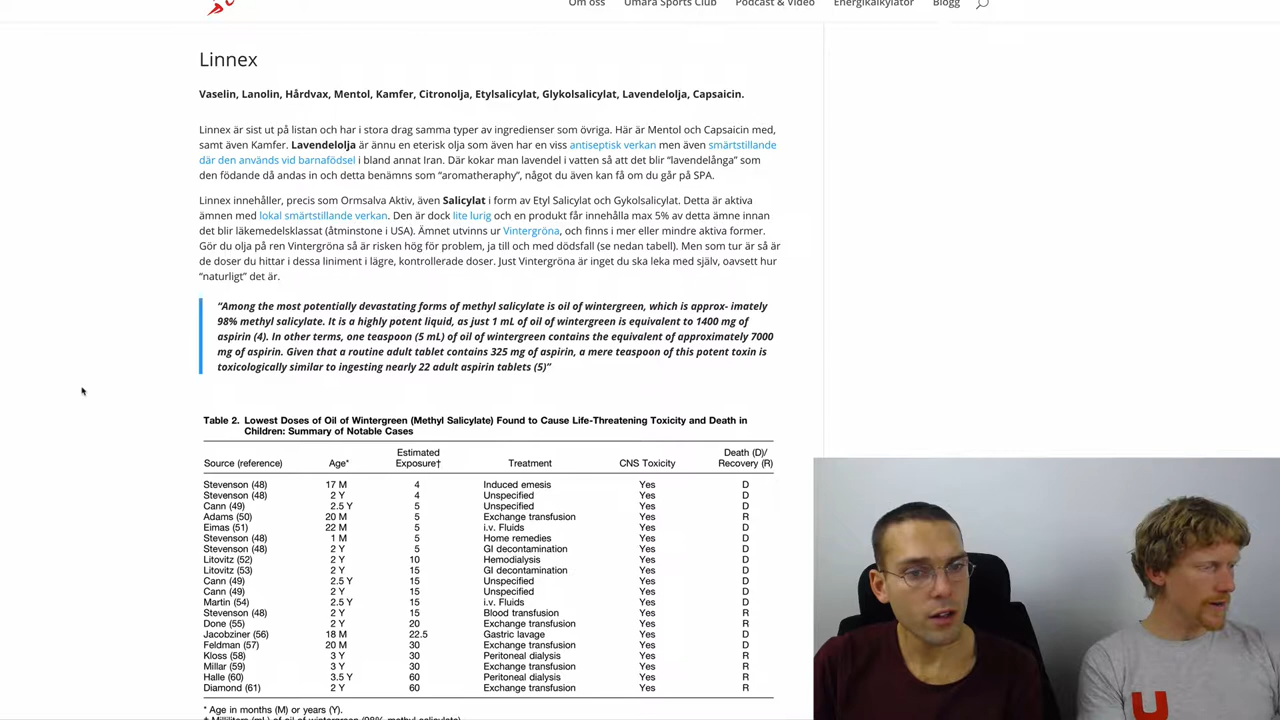 Om oss Umara Sports Club Podcast & Video Energikalkylator Blogg
Linnex
Vaselin, Lanolin, Hårdvax, Mentol, Kamfer, Citronolja, Etylsalicylat, Glykolsalicylat, Lavendelolja, Capsaicin.
Linnex är sist ut på listan och har i stora drag samma typer av ingredienser som övriga. Här är Mentol och Capsaicin med,
samt även Kamfer. Lavendelolja är ännu en eterisk olja som även har en viss antiseptisk verkan men även smärtstillande
där den används vid barnafödsel i bland annat Iran. Där kokar man lavendel i vatten så att det blir “lavendelånga” som
den födande då andas in och detta benämns som “aromatheraphy”, något du även kan få om du går på SPA.
Linnex innehåller, precis som Ormsalva Aktiv, även Salicylat i form av Etyl Salicylat och Gykolsalicylat. Detta är aktiva
ämnen med lokal smärtstillande verkan. Den är dock lite lurig och en produkt får innehålla max 5% av detta ämne innan
det blir läkemedelsklassat (åtminstone i USA). Ämnet utvinns ur Vintergröna, och finns i mer eller mindre aktiva former.
Gör du olja på ren Vintergröna så är risken hög för problem, ja till och med dödsfall (se nedan tabell). Men som tur är så är
de doser du hittar i dessa liniment i lägre, kontrollerade doser. Just Vintergröna är inget du ska leka med själv, oavsett hur
“naturligt” det är.
“Among the most potentially devastating forms of methyl salicylate is oil of wintergreen, which is approx- imately
98% methyl salicylate. It is a highly potent liquid, as just 1 mL of oil of wintergreen is equivalent to 1400 mg of
aspirin (4). In other terms, one teaspoon (5 mL) of oil of wintergreen contains the equivalent of approximately 7000
mg of aspirin. Given that a routine adult tablet contains 325 mg of aspirin, a mere teaspoon of this potent toxin is
toxicologically similar to ingesting nearly 22 adult aspirin tablets (5)”
Table 2. Lowest Doses of Oil of Wintergreen (Methyl Salicylate) Found to Cause Life-Threatening Toxicity and Death in
Children: Summary of Notable Cases
Source (reference) Age* Estimated Exposure† Treatment CNS Toxicity Death (D)/ Recovery (R)
Stevenson (48) 17 M 4 Induced emesis Yes D
Stevenson (48) 2 Y 4 Unspecified Yes D
Cann (49) 2.5 Y 5 Unspecified Yes D
Adams (50) 20 M 5 Exchange transfusion Yes R
Eimas (51) 22 M 5 i.v. Fluids Yes D
Stevenson (48) 1 M 5 Home remedies Yes R
Stevenson (48) 2 Y 5 GI decontamination Yes D
Litovitz (52) 2 Y 10 Hemodialysis Yes D
Litovitz (53) 2 Y 15 GI decontamination Yes D
Cann (49) 2.5 Y 15 Unspecified Yes D
Cann (49) 2 Y 15 Unspecified Yes D
Martin (54) 2.5 Y 15 i.v. Fluids Yes D
Stevenson (48) 2 Y 15 Blood transfusion Yes R
Done (55) 2 Y 20 Exchange transfusion Yes R
Jacobziner (56) 18 M 22.5 Gastric lavage Yes D
Feldman (57) 20 M 30 Exchange transfusion Yes D
Kloss (58) 3 Y 30 Peritoneal dialysis Yes R
Millar (59) 3 Y 30 Exchange transfusion Yes R
Halle (60) 3.5 Y 60 Peritoneal dialysis Yes R
Diamond (61) 2 Y 60 Exchange transfusion Yes R
* Age in months (M) or years (Y).
† Milliliters (mL) of oil of wintergreen (98% methyl salicylate).
U